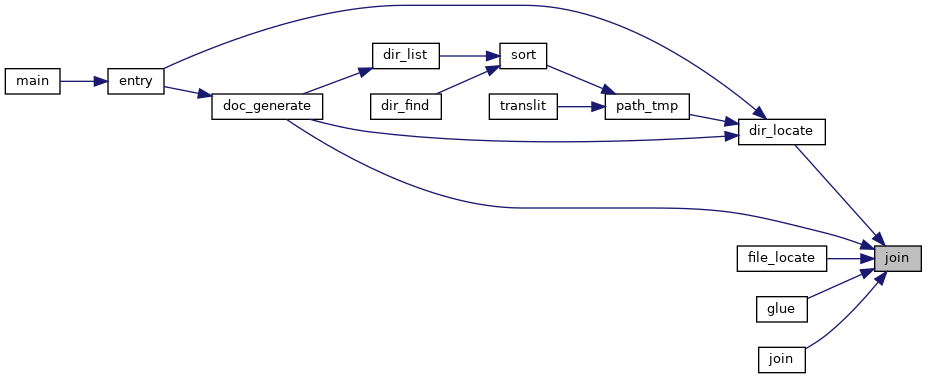 main
entry
doc_generate
dir_list
dir_find
sort
translit
path_tmp
dir_locate
file_locate
glue
join
join